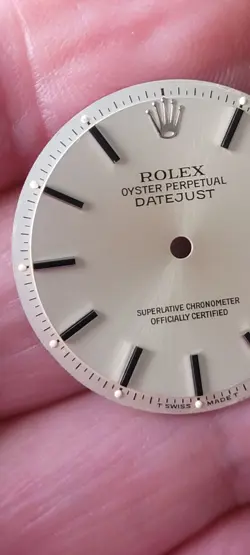 ROLEX
OYSTER PERPETUAL
DATEJUST
SUPERLATIVE CHRONOMETER
OFFICIALLY CERTIFIED
T SWISS MADE T